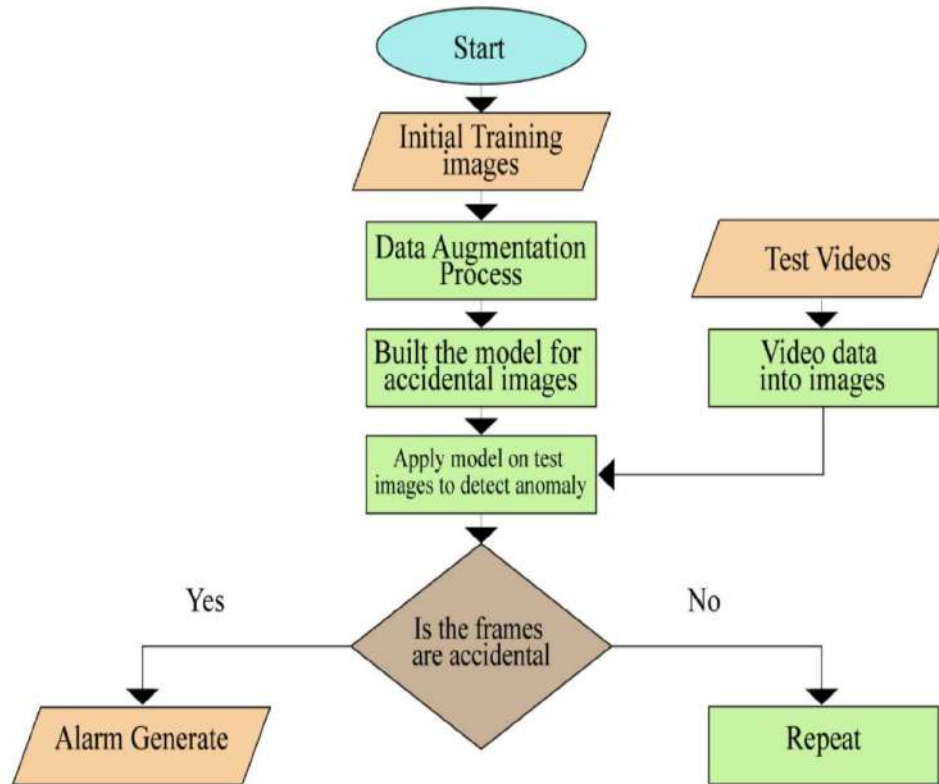 Start
Initial Training
images
Data Augmentation
Process
Test Videos
Built the model for
accidental images
Video data
into images
Apply model on test
images to detect anomaly
Yes
No
Is the frames
are accidental
Alarm Generate
Repeat